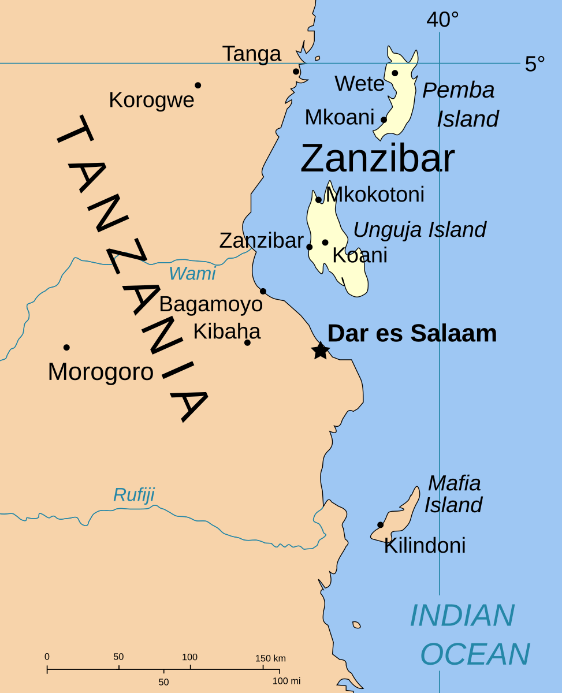 40°
Tanga
5°
Wete
Pemba
Island
Korogwe
Mkoani
Zanzibar
TANZANIA
Mkokotoni
Unguja Island
Zanzibar
Koani
Wami
Bagamoyo
Kibaha
Dar es Salaam
Morogoro
Mafia
Island
Rufiji
Kilindoni
INDIAN
OCEAN
0 50 100 150 km
50 100 mi